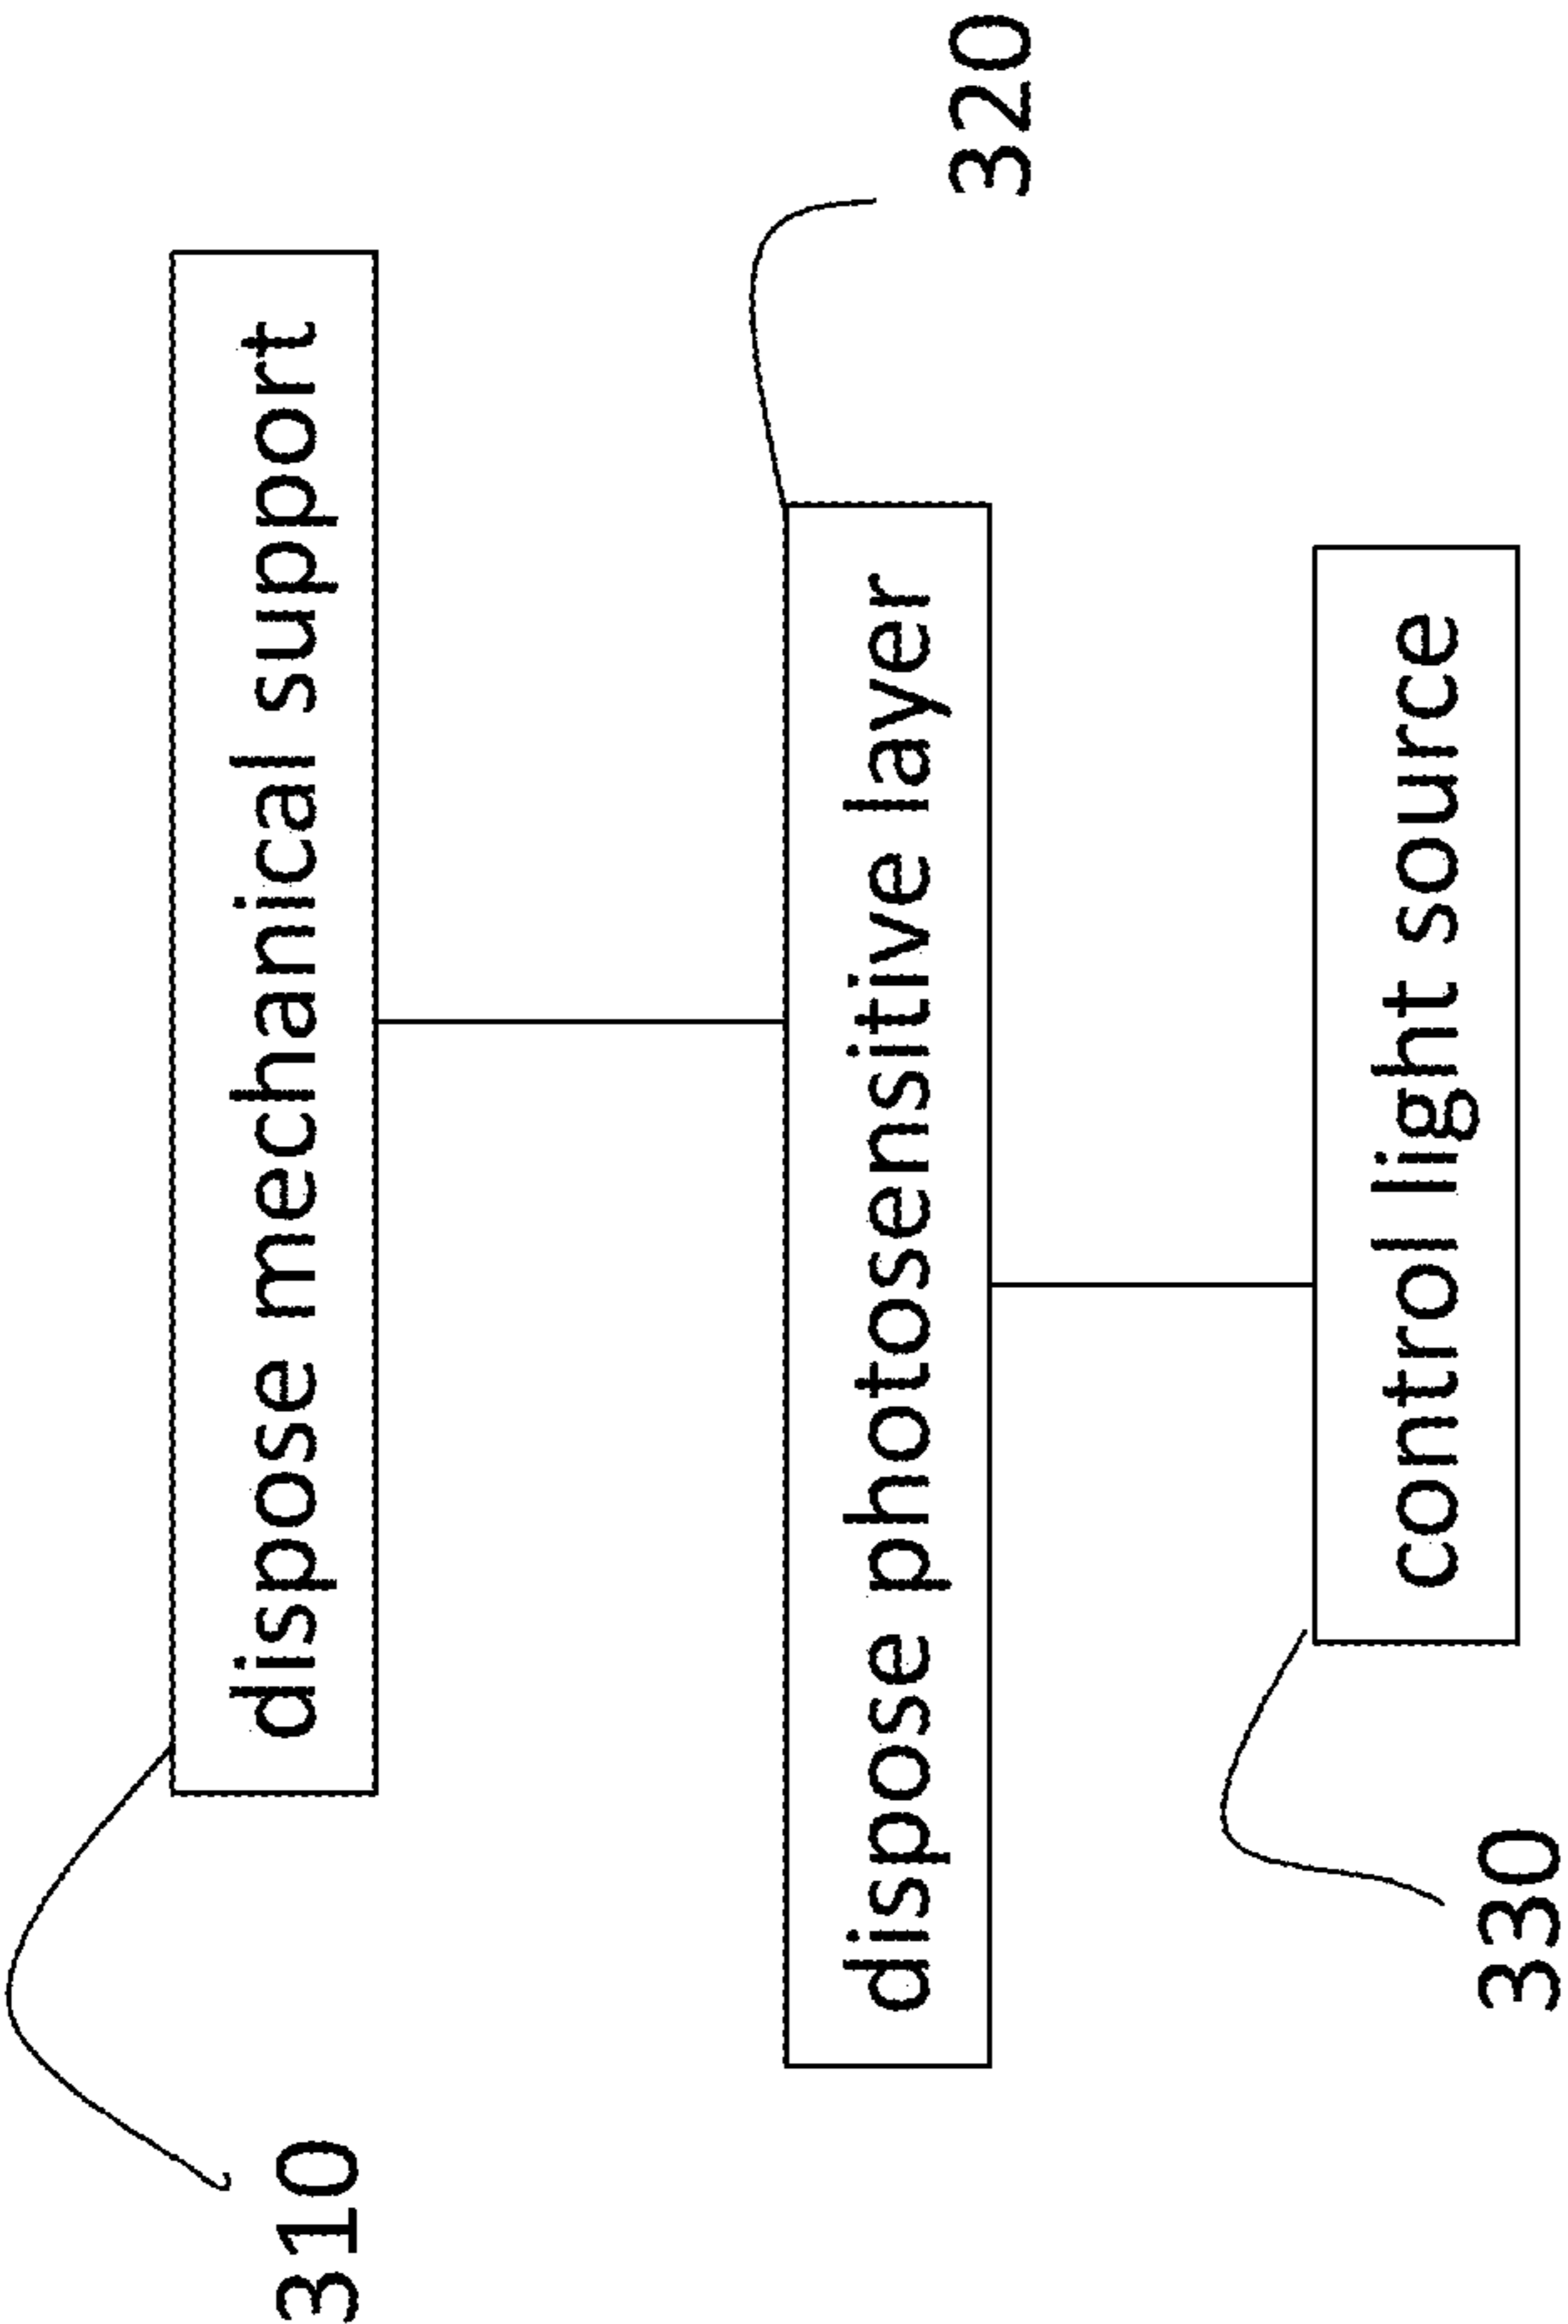 310
dispose mechanical support
320
dispose photosensitive layer
330
control light source